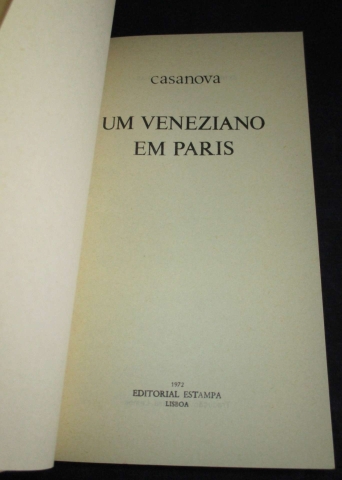 casanova
UM VENEZIANO
EM PARIS
1972
EDITORIAL ESTAMPA
LISBOA